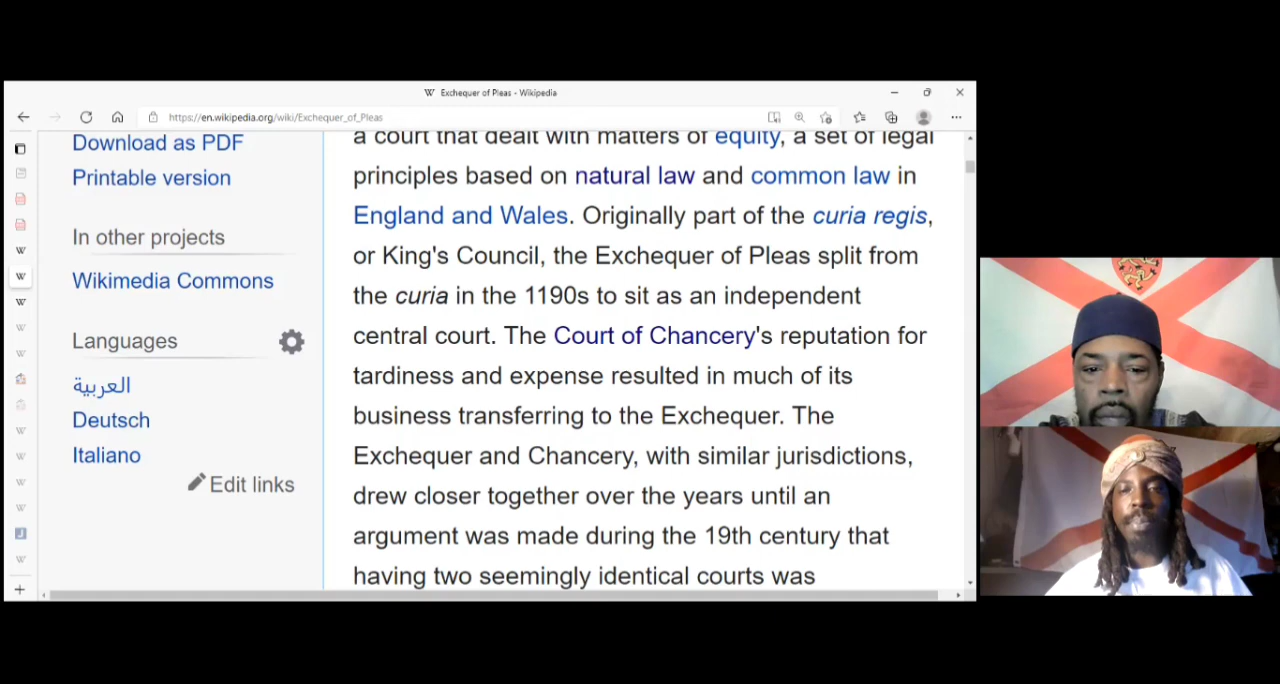 Exchequer of Pleas - Wikipedia
https://en.wikipedia.org/wiki/Exchequer_of_Pleas
Download as PDF
Printable version
In other projects
Wikimedia Commons
Languages
العربية
Deutsch
Italiano
Edit links
a court that dealt with matters of equity, a set of legal
principles based on natural law and common law in
England and Wales. Originally part of the curia regis,
or King's Council, the Exchequer of Pleas split from
the curia in the 1190s to sit as an independent
central court. The Court of Chancery's reputation for
tardiness and expense resulted in much of its
business transferring to the Exchequer. The
Exchequer and Chancery, with similar jurisdictions,
drew closer together over the years until an
argument was made during the 19th century that
having two seemingly identical courts was